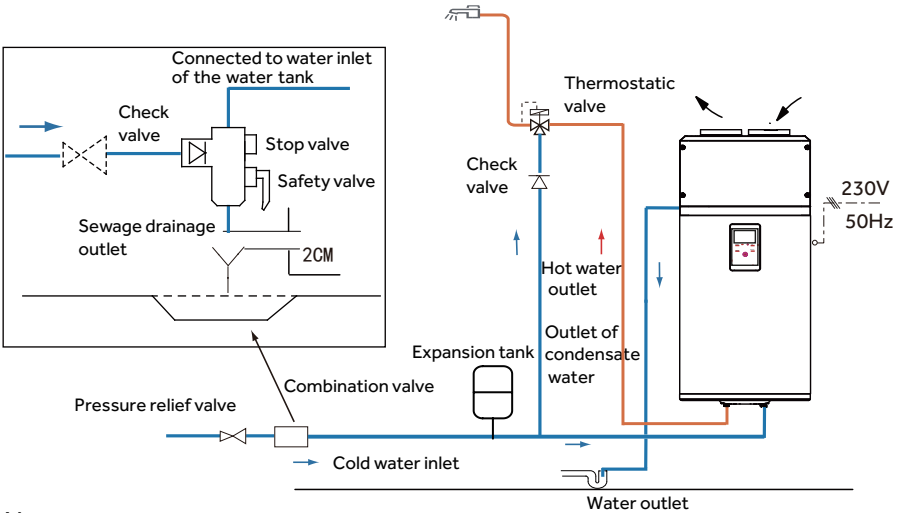 Connected to water inlet
of the water tank
Check
valve
Stop valve
Safety valve
Sewage drainage
outlet
2CM
Thermostatic
valve
Check
valve
230V
50Hz
Hot water
outlet
Outlet of
condensate
water
Expansion tank
Combination valve
Pressure relief valve
Cold water inlet
Water outlet